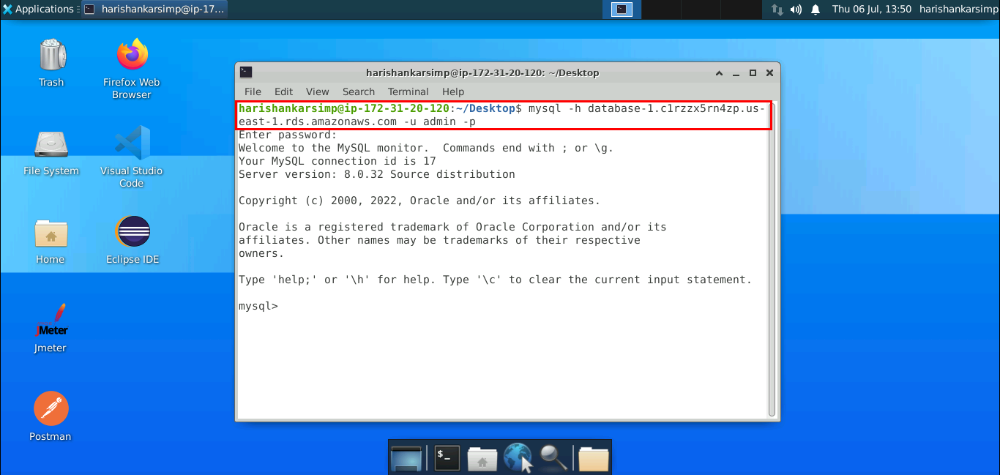 Applications
harishankarsimp@ip-17...
Thu 06 Jul, 13:50
harishankarsimp
Trash
Firefox Web
Browser
File System
Visual Studio
Code
Home
Eclipse IDE
JMeter
Jmeter
Postman
harishankarsimp@ip-172-31-20-120: ~/Desktop
File Edit View Search Terminal Help
harishankarsimp@ip-172-31-20-120:~/Desktop$ mysql -h database-1.c1rzzx5rn4zp.us-
east-1.rds.amazonaws.com -u admin -p
Enter password:
Welcome to the MySQL monitor.  Commands end with ; or \g.
Your MySQL connection id is 17
Server version: 8.0.32 Source distribution
Copyright (c) 2000, 2022, Oracle and/or its affiliates.
Oracle is a registered trademark of Oracle Corporation and/or its
affiliates. Other names may be trademarks of their respective
owners.
Type 'help;' or '\h' for help. Type '\c' to clear the current input statement.
mysql>
$_